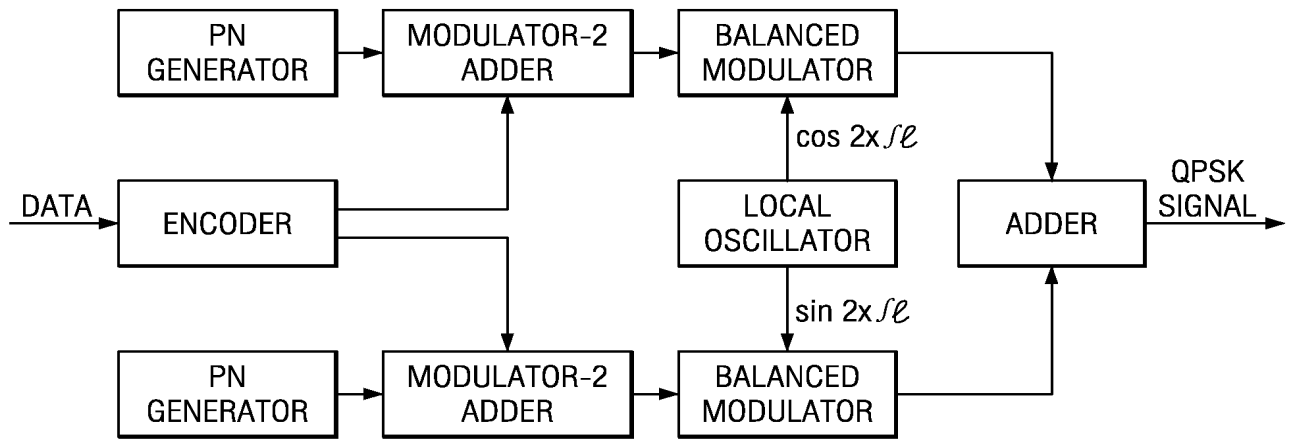 PN
GENERATOR
MODULATOR-2
ADDER
BALANCED
MODULATOR
cos 2x ∫ℓ
DATA
ENCODER
LOCAL
OSCILLATOR
ADDER
QPSK
SIGNAL
sin 2x ∫ℓ
PN
GENERATOR
MODULATOR-2
ADDER
BALANCED
MODULATOR